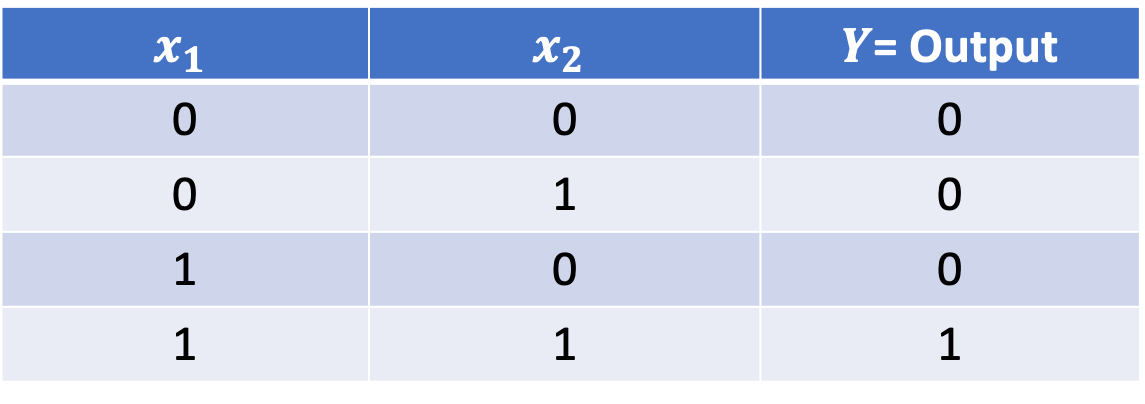 x₁ x₂ Y= Output
0 0 0
0 1 0
1 0 0
1 1 1